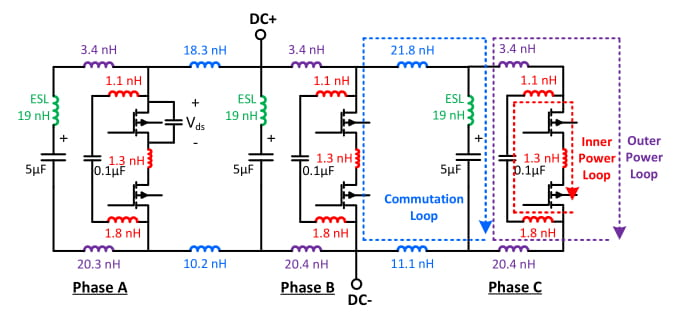 DC+
3.4 nH
18.3 nH
3.4 nH
21.8 nH
3.4 nH
1.1 nH
1.1 nH
1.1 nH
ESL
19 nH
+
5µF
0.1µF
1.3 nH
+
Vds
-
ESL
19 nH
+
5µF
0.1µF
1.3 nH
ESL
19 nH
+
5µF
0.1µF
1.3 nH
Inner
Power
Loop
Outer
Power
Loop
Commutation
Loop
1.8 nH
1.8 nH
1.8 nH
20.3 nH
10.2 nH
20.4 nH
11.1 nH
20.4 nH
Phase A
Phase B
Phase C
DC-